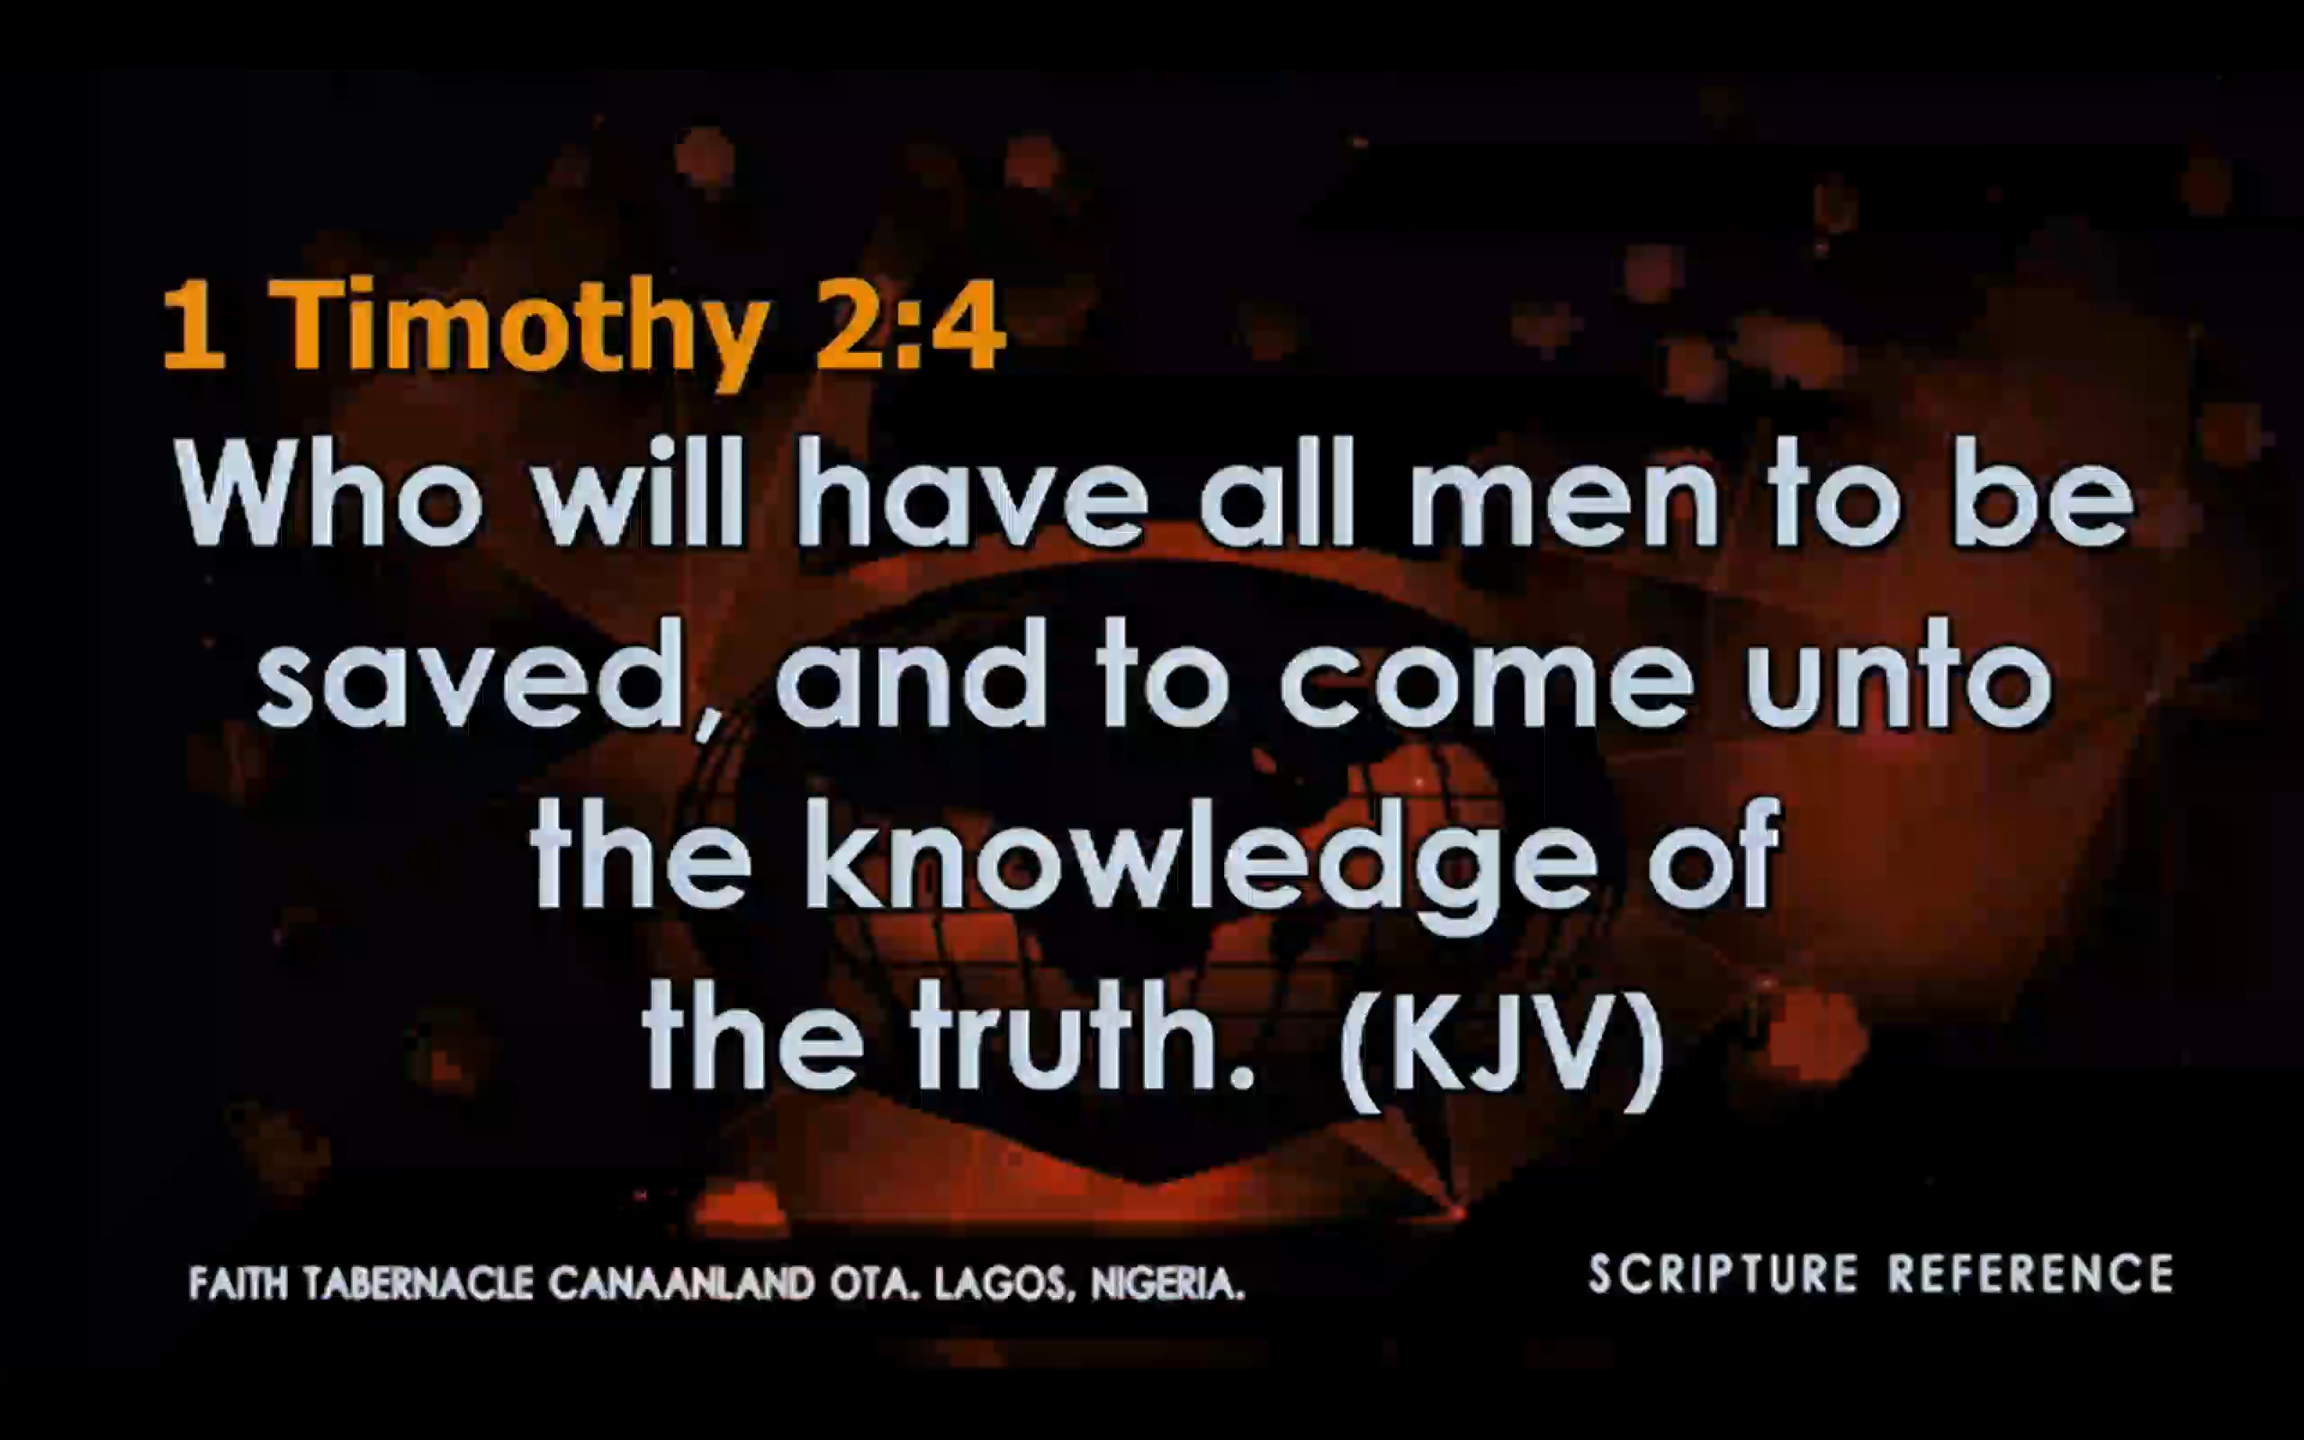 1 Timothy 2:4
Who will have all men to be
saved, and to come unto
the knowledge of
the truth. (KJV)
FAITH TABERNACLE CANAANLAND OTA. LAGOS, NIGERIA.
SCRIPTURE REFERENCE